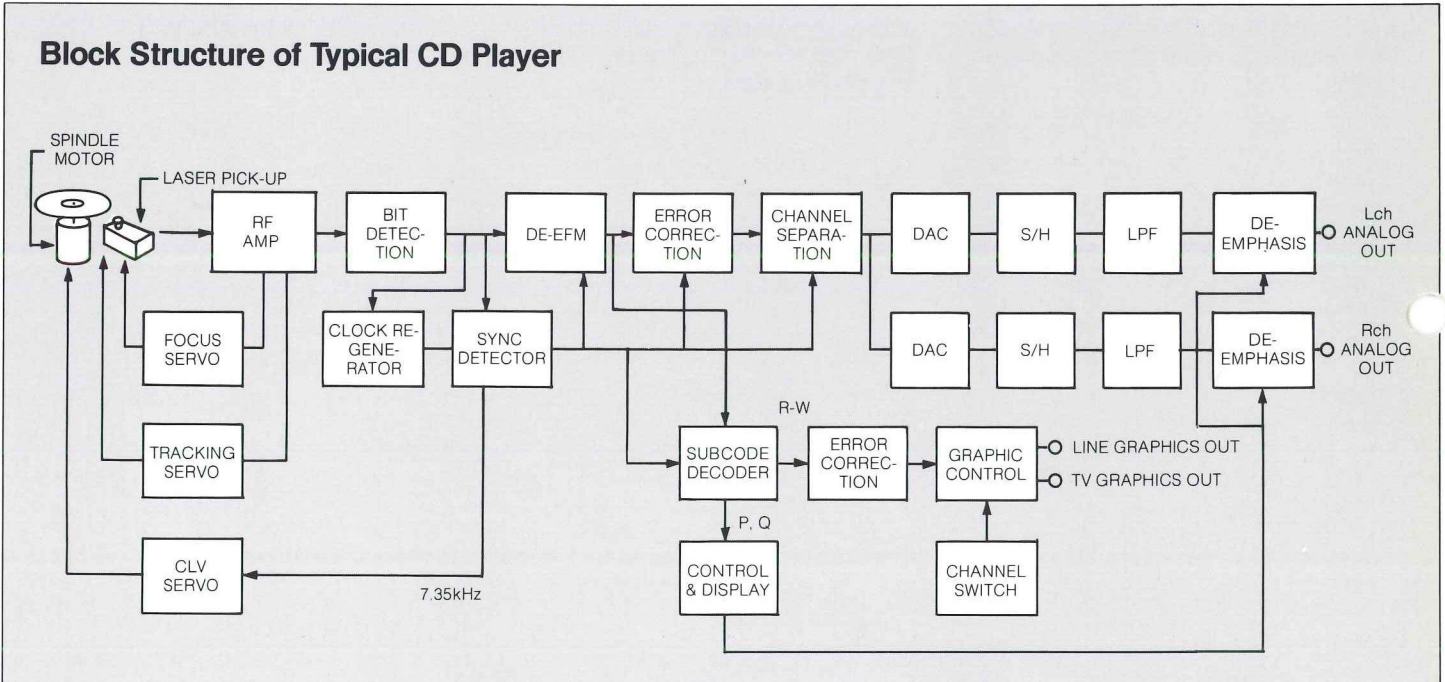 Block Structure of Typical CD Player
SPINDLE
MOTOR
LASER PICK-UP
RF
AMP
BIT
DETEC-
TION
DE-EFM
ERROR
CORREC-
TION
CHANNEL
SEPARA-
TION
DAC
S/H
LPF
DE-
EMPHASIS
Lch
ANALOG
OUT
FOCUS
SERVO
CLOCK RE-
GENE-
RATOR
SYNC
DETECTOR
DAC
S/H
LPF
DE-
EMPHASIS
Rch
ANALOG
OUT
TRACKING
SERVO
R-W
SUBCODE
DECODER
ERROR
CORREC-
TION
GRAPHIC
CONTROL
LINE GRAPHICS OUT
TV GRAPHICS OUT
P, Q
CLV
SERVO
7.35kHz
CONTROL
& DISPLAY
CHANNEL
SWITCH